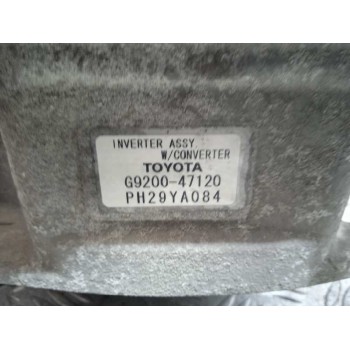 INVERTER ASSY.
W/CONVERTER
TOYOTA
G9200-47120
PH29YA084